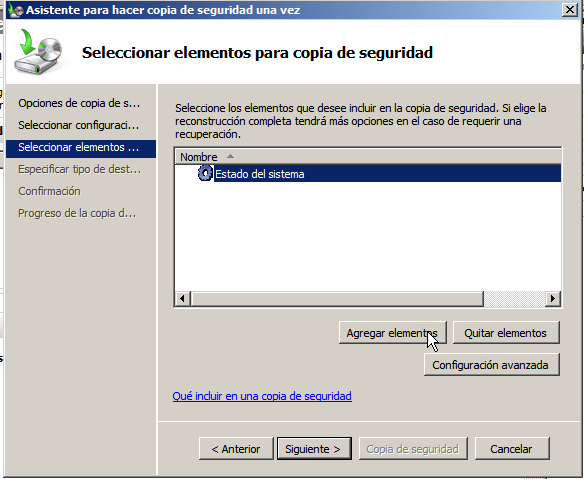 Asistente para hacer copia de seguridad una vez
Seleccionar elementos para copia de seguridad
Opciones de copia de s...
Seleccionar configuraci...
Seleccionar elementos ...
Especificar tipo de dest...
Confirmación
Progreso de la copia d...
Seleccione los elementos que desee incluir en la copia de seguridad. Si elige la
reconstrucción completa tendrá más opciones en el caso de requerir una
recuperación.
Nombre
Estado del sistema
Agregar elementos
Quitar elementos
Configuración avanzada
Qué incluir en una copia de seguridad
< Anterior
Siguiente >
Copia de seguridad
Cancelar